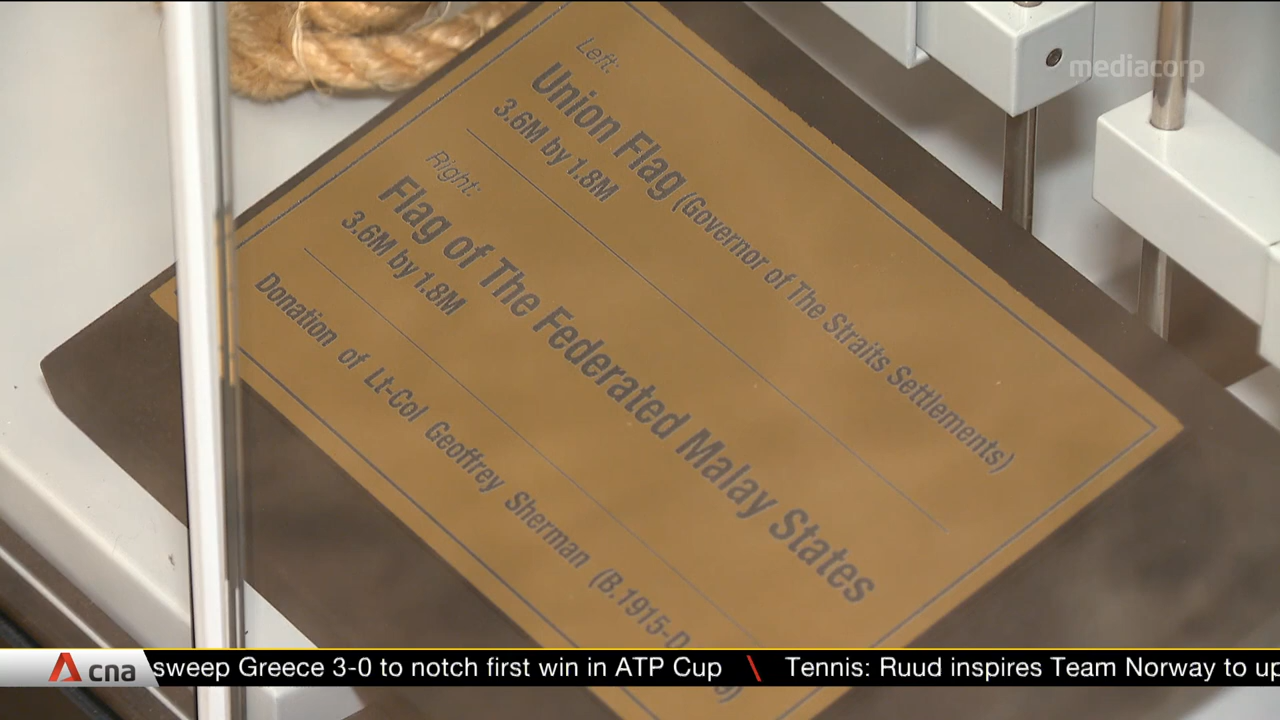 mediacorp
Left:
Union Flag (Governor of The Straits Settlements)
3.6M by 1.8M
Right:
Flag of The Federated Malay States
3.6M by 1.8M
Donation of Lt-Col Geoffrey Sherman (B.1915-D
cna
sweep Greece 3-0 to notch first win in ATP Cup \ Tennis: Ruud inspires Team Norway to up